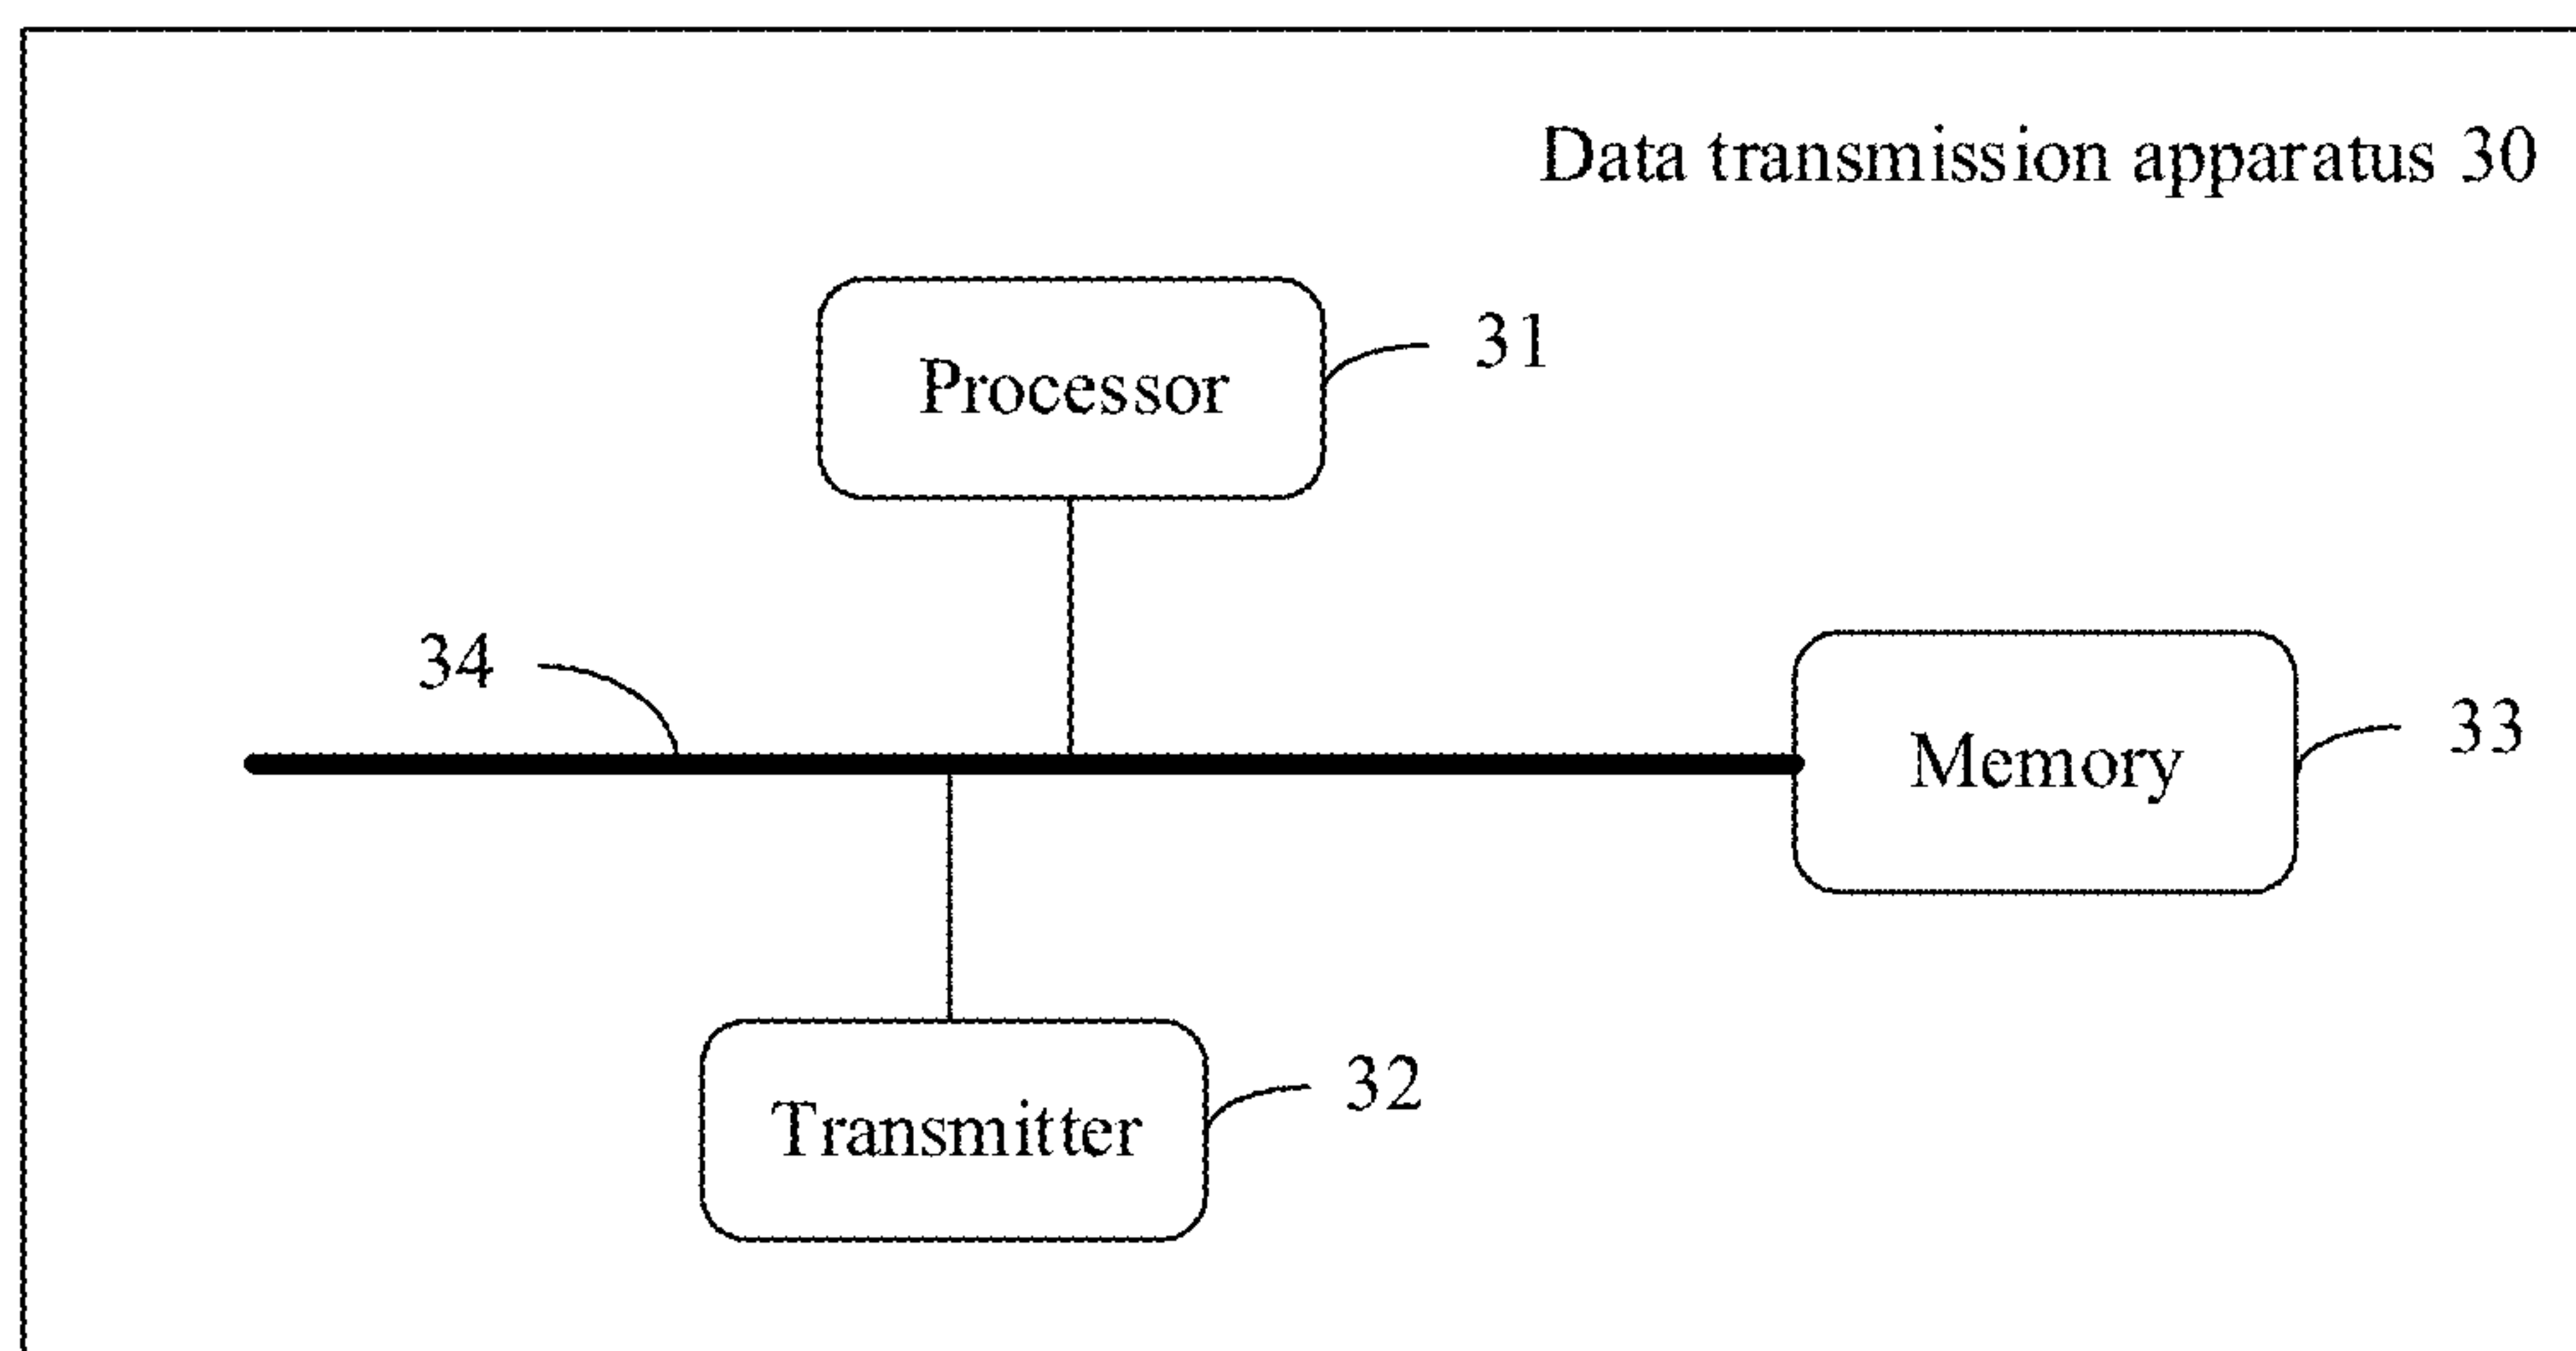 Data transmission apparatus 30
Processor
31
34
Memory
33
Transmitter
32